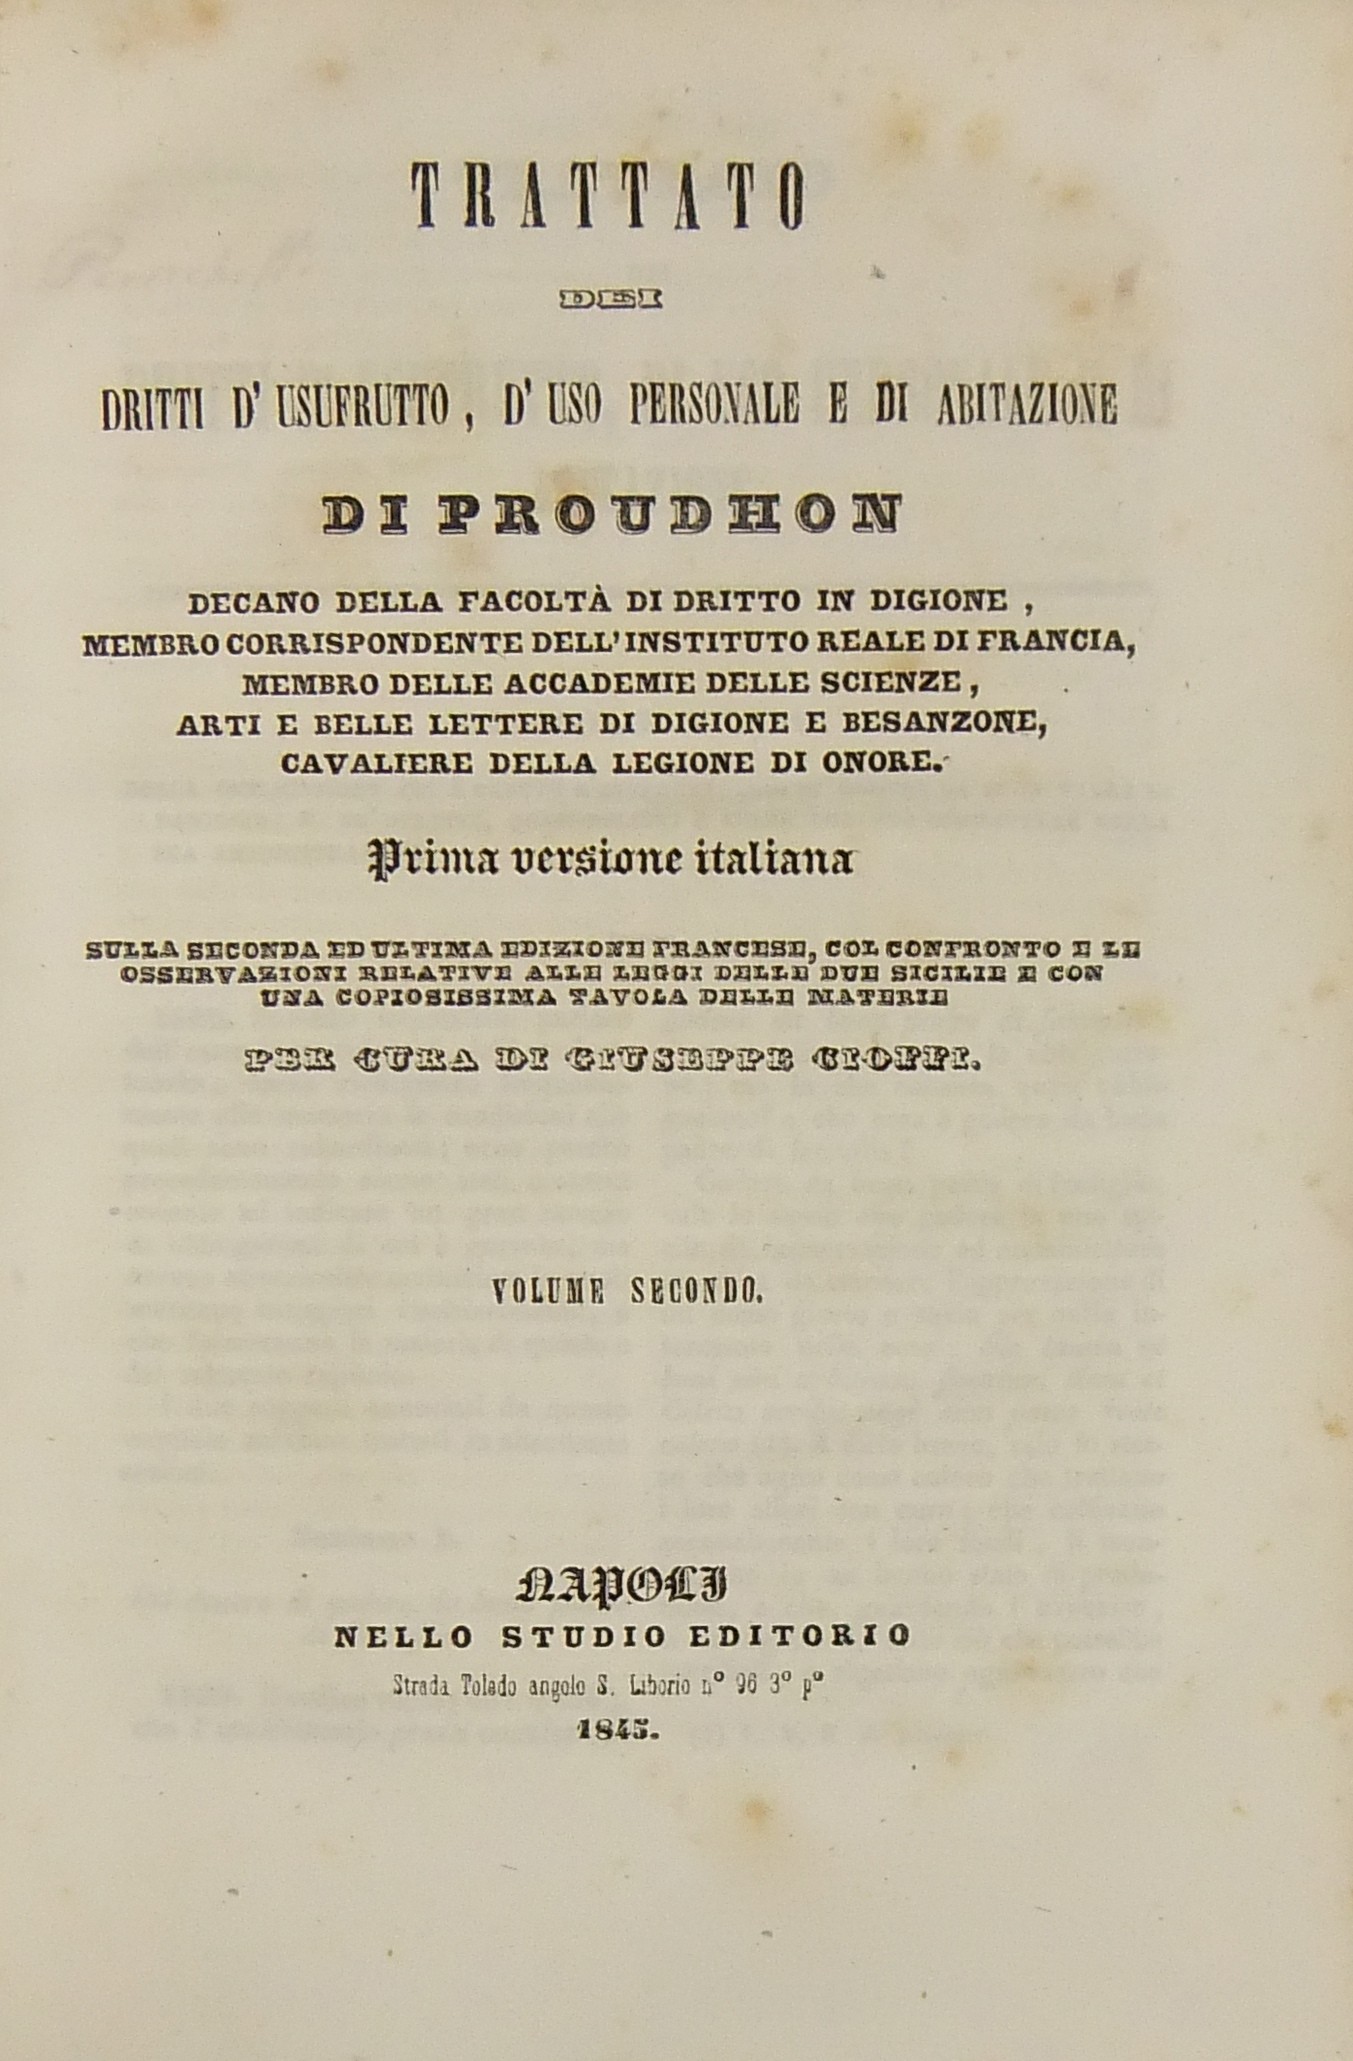 TRATTATO
DEI
DRITTI D' USUFRUTTO, D' USO PERSONALE E DI ABITAZIONE
DI PROUDHON
DECANO DELLA FACOLTÀ DI DRITTO IN DIGIONE,
MEMBRO CORRISPONDENTE DELL' INSTITUTO REALE DI FRANCIA,
MEMBRO DELLE ACCADEMIE DELLE SCIENZE,
ARTI E BELLE LETTERE DI DIGIONE E BESANZONE,
CAVALIERE DELLA LEGIONE DI ONORE.
Prima versione italiana
SULLA SECONDA ED ULTIMA EDIZIONE FRANCESE, COL CONFRONTO E LE
OSSERVAZIONI RELATIVE ALLE LEGGI DELLE DUE SICILIE E CON
UNA COPIOSISSIMA TAVOLA DELLE MATERIE
PER CURA DI GIUSEPPE CIOFFI.
VOLUME SECONDO.
NAPOLI
NELLO STUDIO EDITORIO
Strada Toledo angolo S. Liborio nº 96 3º pº
1845.